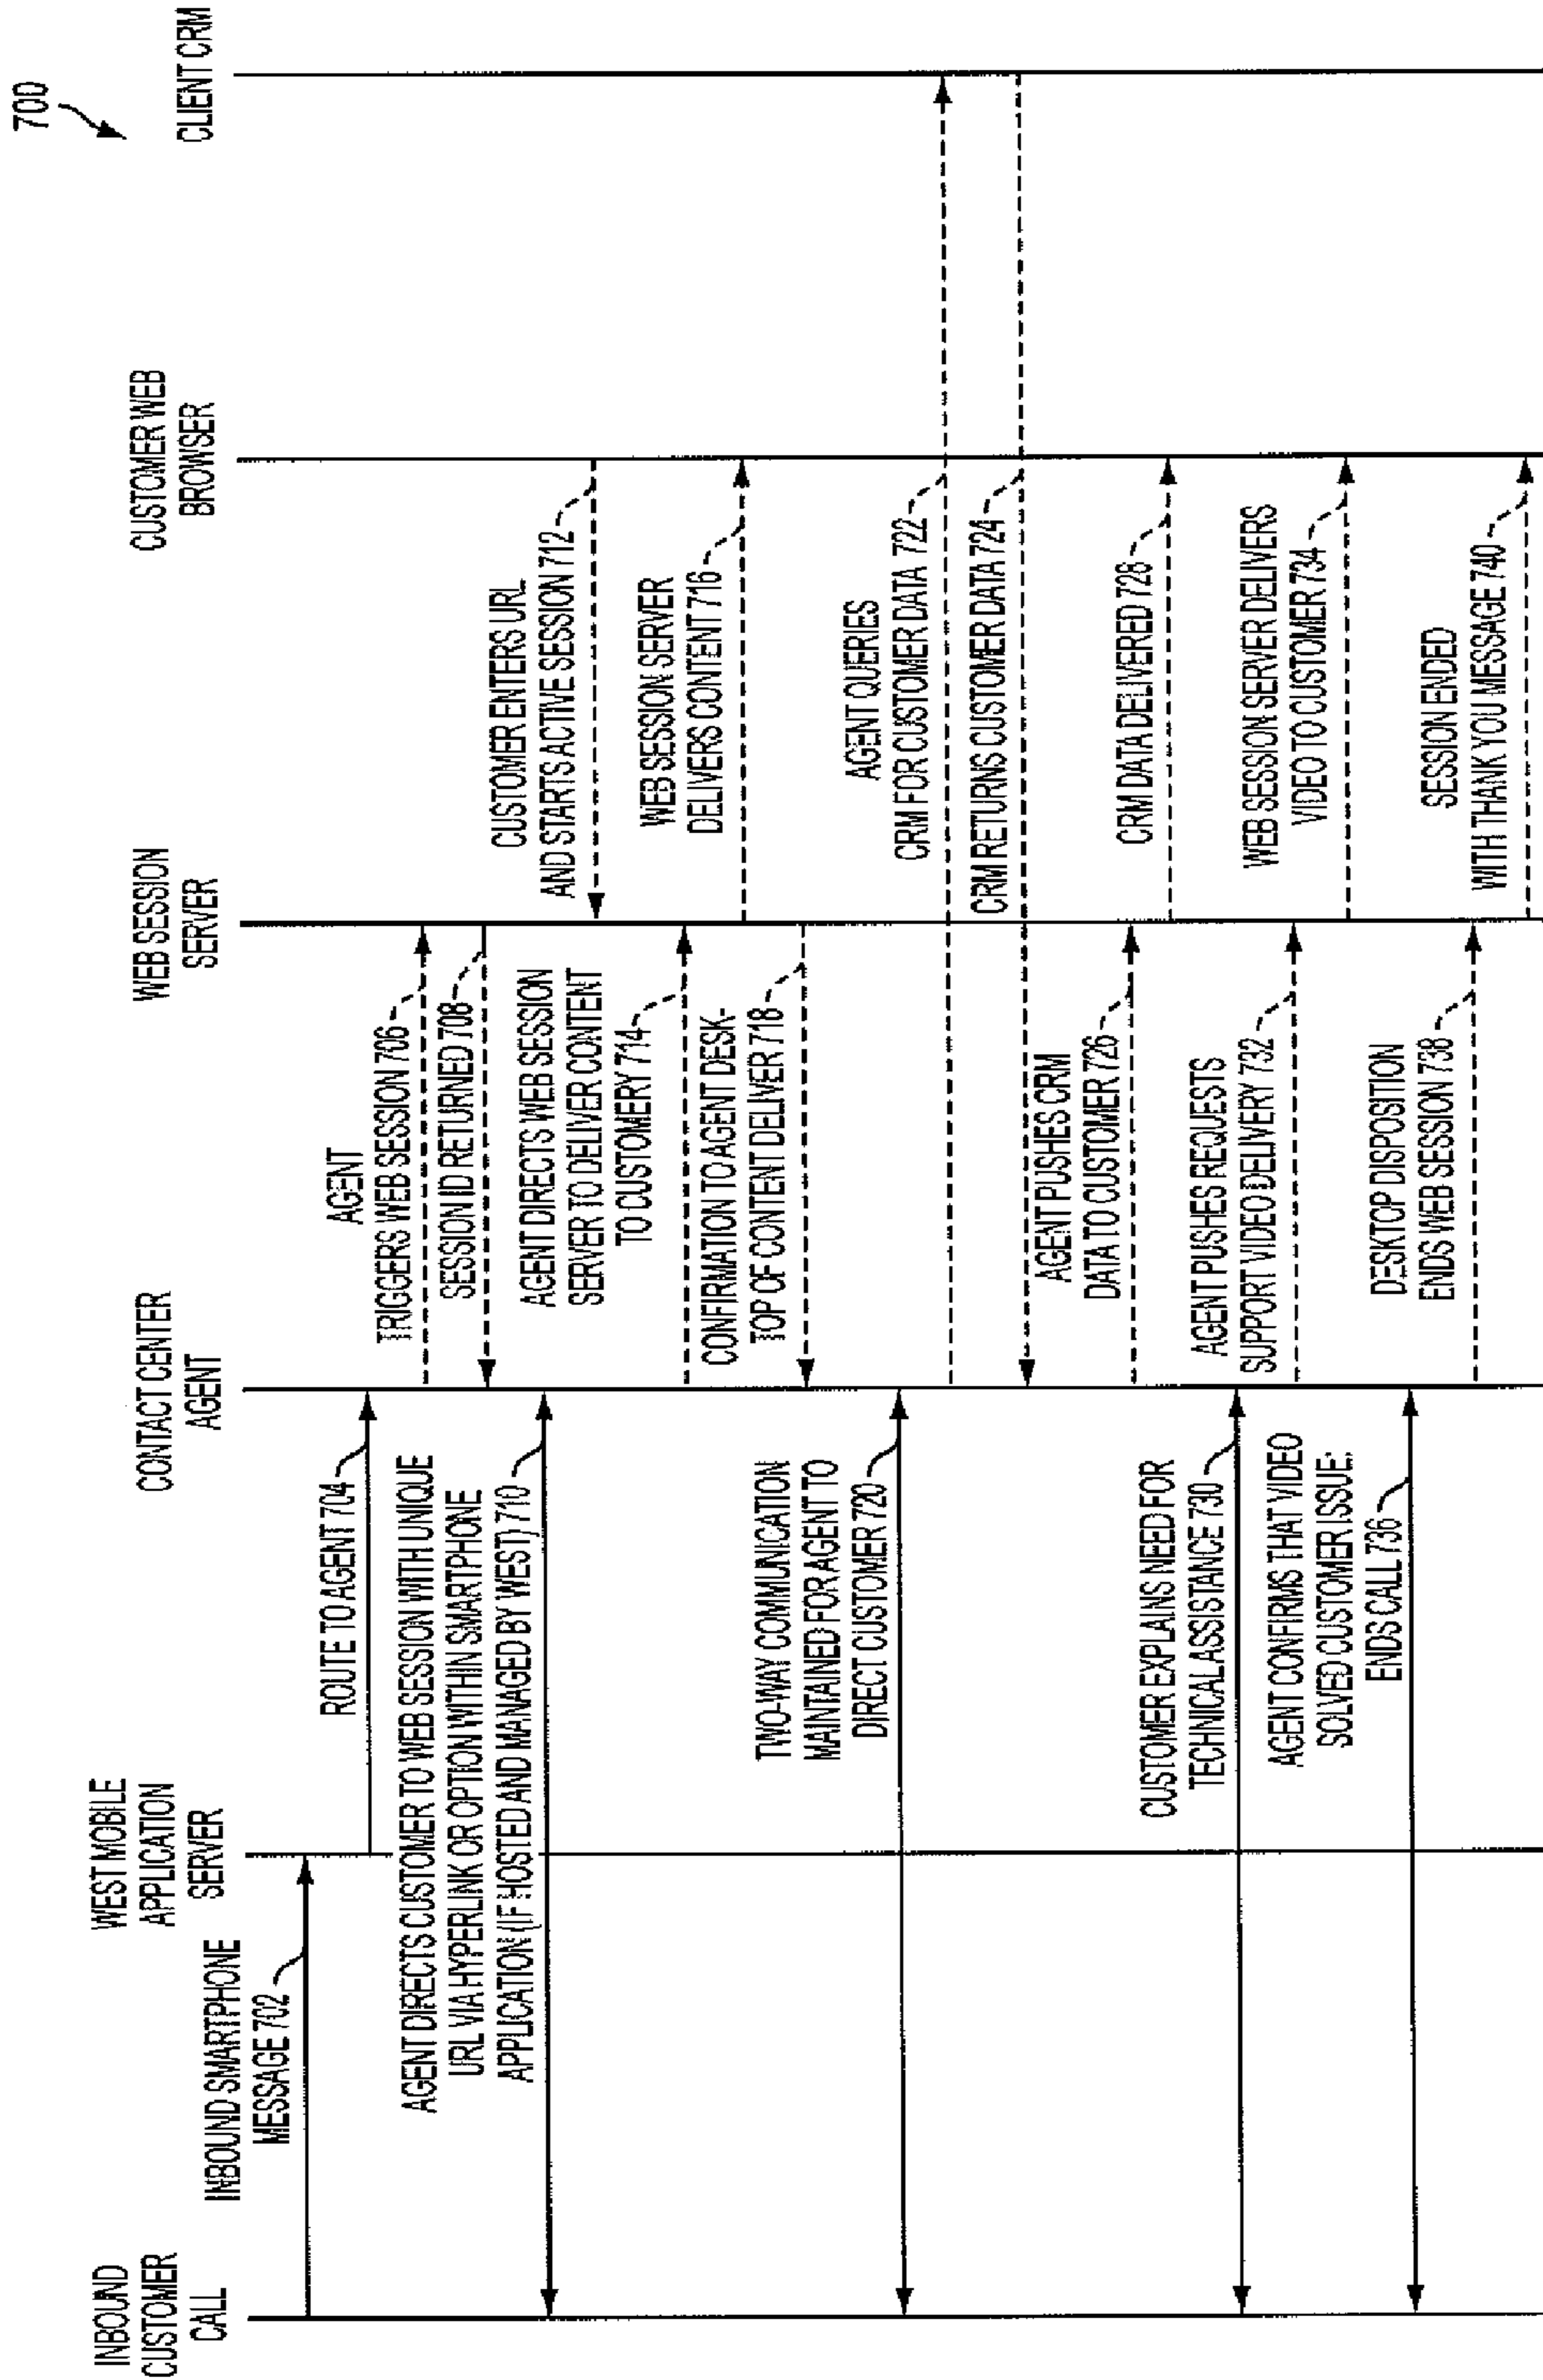 700
INBOUND
CUSTOMER
CALL
WEST MOBILE
APPLICATION
SERVER
CONTACT CENTER
AGENT
WEB SESSION
SERVER
CUSTOMER WEB
BROWSER
CLIENT CRM
INBOUND SMARTPHONE
MESSAGE 702
ROUTE TO AGENT 704
AGENT
TRIGGERS WEB SESSION 706
SESSION ID RETURNED 708
AGENT DIRECTS CUSTOMER TO WEB SESSION WITH UNIQUE
URL VIA HYPERLINK OR OPTION WITHIN SMARTPHONE
APPLICATION (IF HOSTED AND MANAGED BY WEST) 710
CUSTOMER ENTERS URL
AND STARTS ACTIVE SESSION 712
AGENT DIRECTS WEB SESSION
SERVER TO DELIVER CONTENT
TO CUSTOMERY 714
WEB SESSION SERVER
DELIVERS CONTENT 716
CONFIRMATION TO AGENT DESK-
TOP OF CONTENT DELIVER 718
TWO-WAY COMMUNICATION
MAINTAINED FOR AGENT TO
DIRECT CUSTOMER 720
AGENT QUERIES
CRM FOR CUSTOMER DATA 722
CRM RETURNS CUSTOMER DATA 724
AGENT PUSHES CRM
DATA TO CUSTOMER 726
CRM DATA DELIVERED 728
CUSTOMER EXPLAINS NEED FOR
TECHNICAL ASSISTANCE 730
AGENT PUSHES REQUESTS
SUPPORT VIDEO DELIVERY 732
WEB SESSION SERVER DELIVERS
VIDEO TO CUSTOMER 734
AGENT CONFIRMS THAT VIDEO
SOLVED CUSTOMER ISSUE;
ENDS CALL 736
DESKTOP DISPOSITION
ENDS WEB SESSION 738
SESSION ENDED
WITH THANK YOU MESSAGE 740